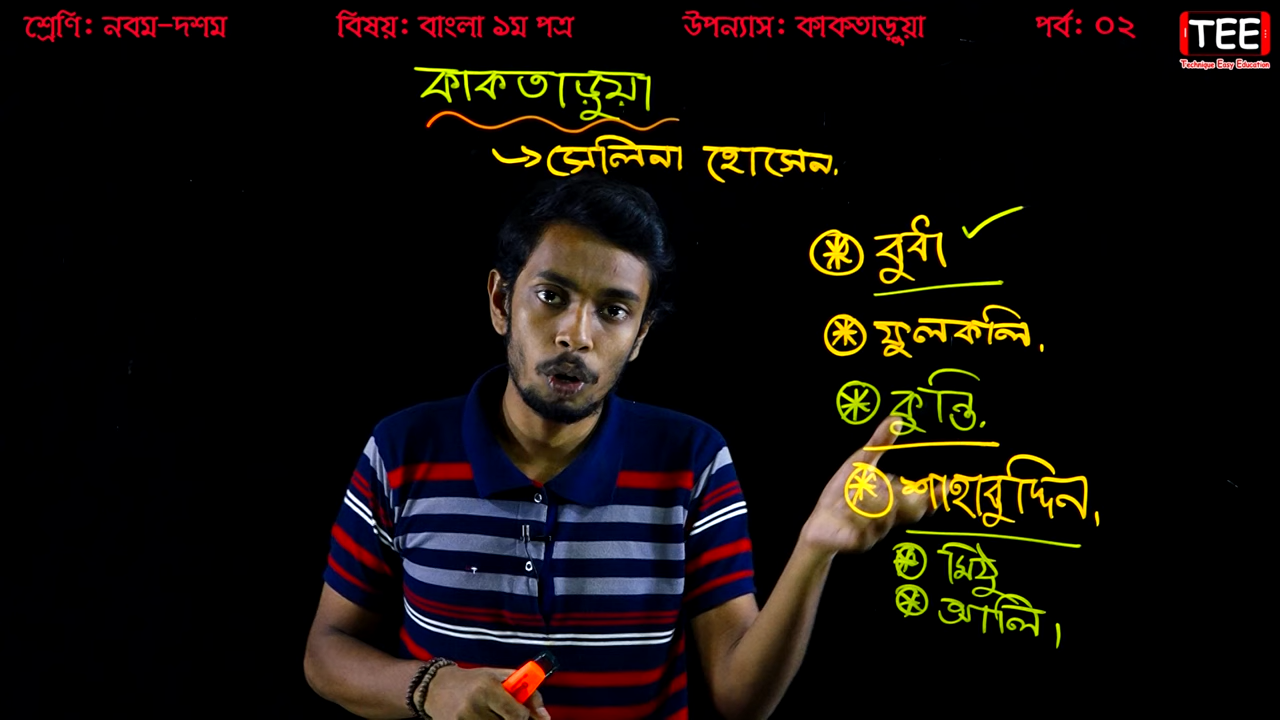 শ্রেণি: নবম-দশম বিষয়: বাংলা ১ম পত্র উপন্যাস: কাকতাড়ুয়া পর্ব: ০২
TEE
Technique Easy Education
কাকতাড়ুয়া
সেলিনা হোসেন.
বুধা
ফুলকলি.
কুন্তি.
শাহাবুদ্দিন,
মিঠু
আলি,